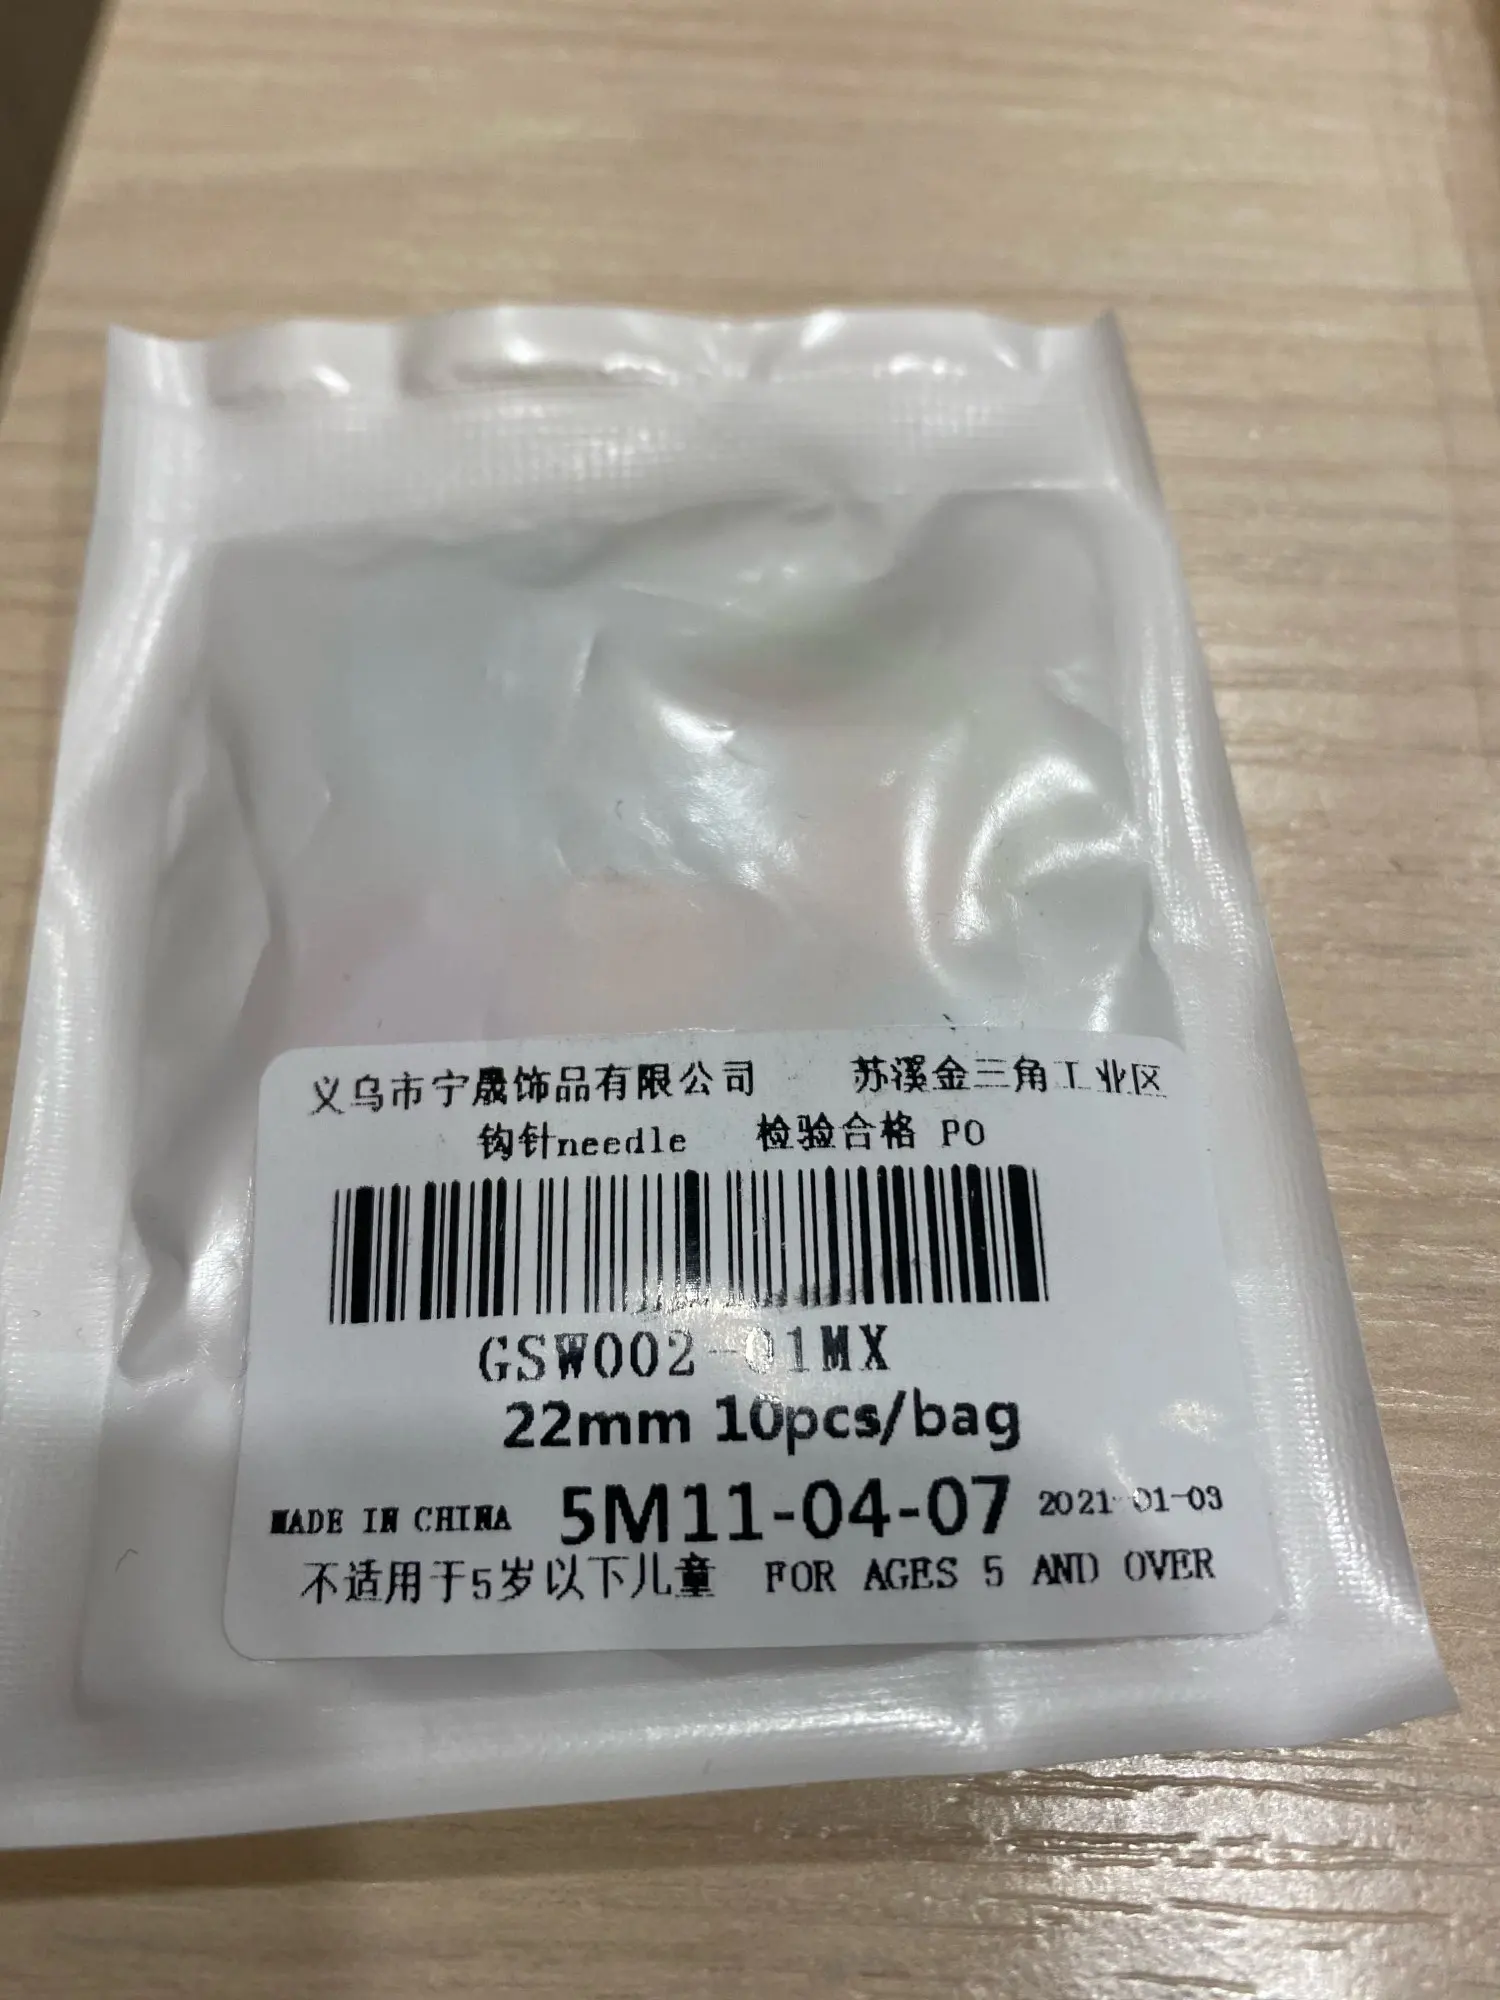 义乌市宁晟饰品有限公司 苏溪金三角工业区
钩针needle 检验合格 PO
GSW002-01MX
22mm 10pcs/bag
MADE IN CHINA 5M11-04-07 2021-01-03
不适用于5岁以下儿童 FOR AGES 5 AND OVER